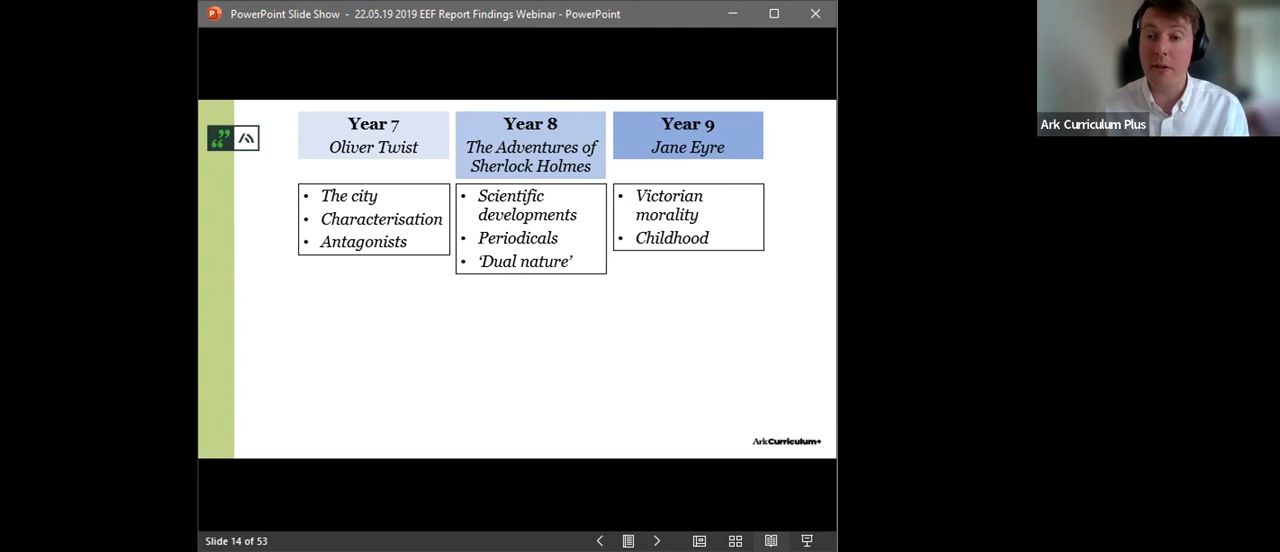 PowerPoint Slide Show - 22.05.19 2019 EEF Report Findings Webinar - PowerPoint
Ark Curriculum Plus
Year 7
Oliver Twist
Year 8
The Adventures of
Sherlock Holmes
Year 9
Jane Eyre
• The city
• Characterisation
• Antagonists
• Scientific
developments
• Periodicals
• ‘Dual nature’
• Victorian
morality
• Childhood
ArkCurriculum+
Slide 14 of 53